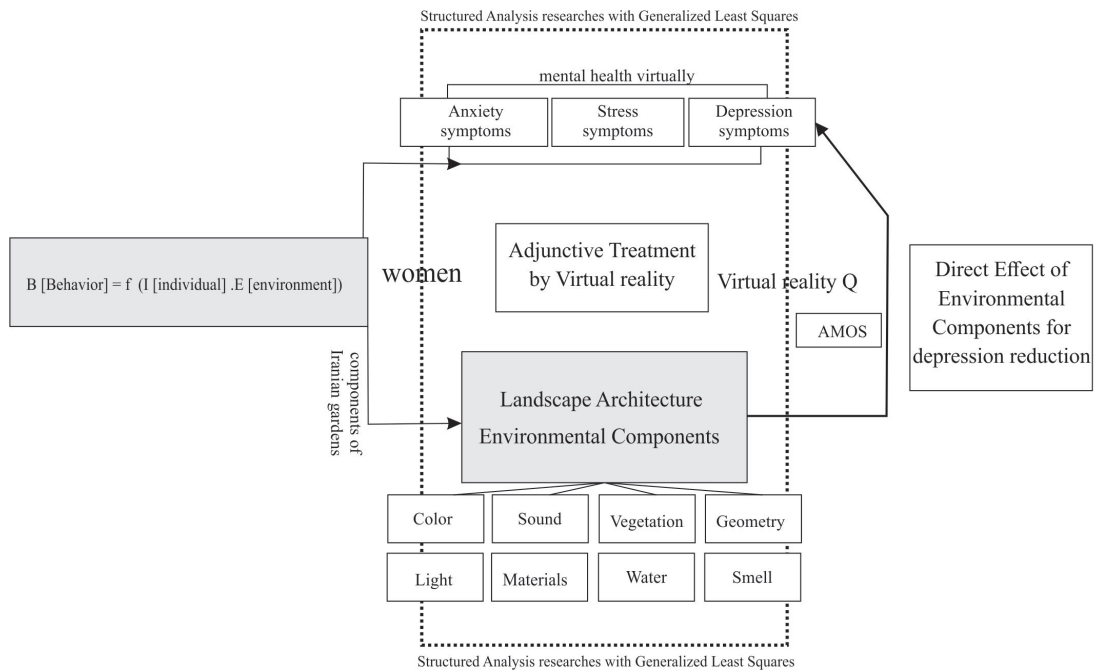 Structured Analysis researches with Generalized Least Squares
mental health virtually
Anxiety
symptoms
Stress
symptoms
Depression
symptoms
B [Behavior] = f (I [individual] .E [environment])
women
Adjunctive Treatment
by Virtual reality
Virtual reality Q
AMOS
Direct Effect of
Environmental
Components for
depression reduction
components of
Iranian gardens
Landscape Architecture
Environmental Components
Color
Sound
Vegetation
Geometry
Light
Materials
Water
Smell
Structured Analysis researches with Generalized Least Squares